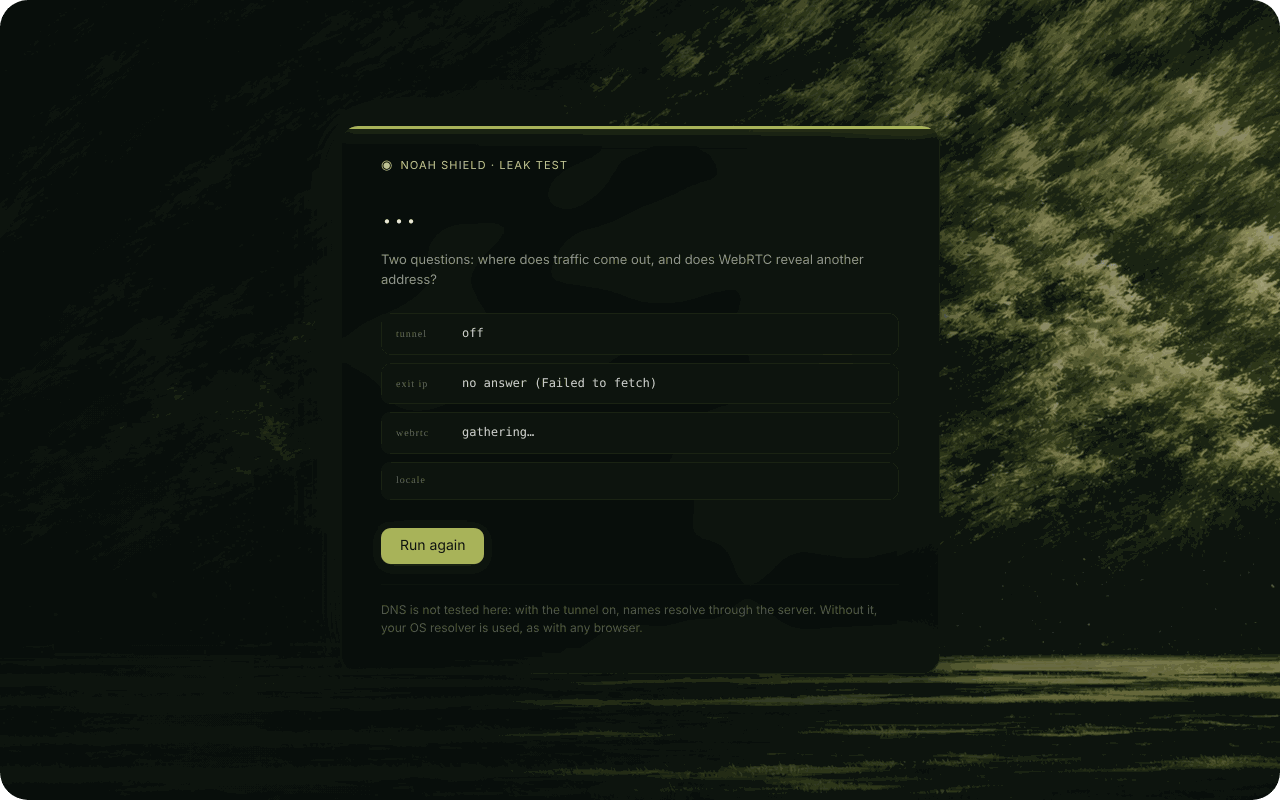 ◉ NOAH SHIELD · LEAK TEST
...
Two questions: where does traffic come out, and does WebRTC reveal another
address?
tunnel off
exit ip no answer (Failed to fetch)
webrtc gathering…
locale
Run again
DNS is not tested here: with the tunnel on, names resolve through the server. Without it,
your OS resolver is used, as with any browser.